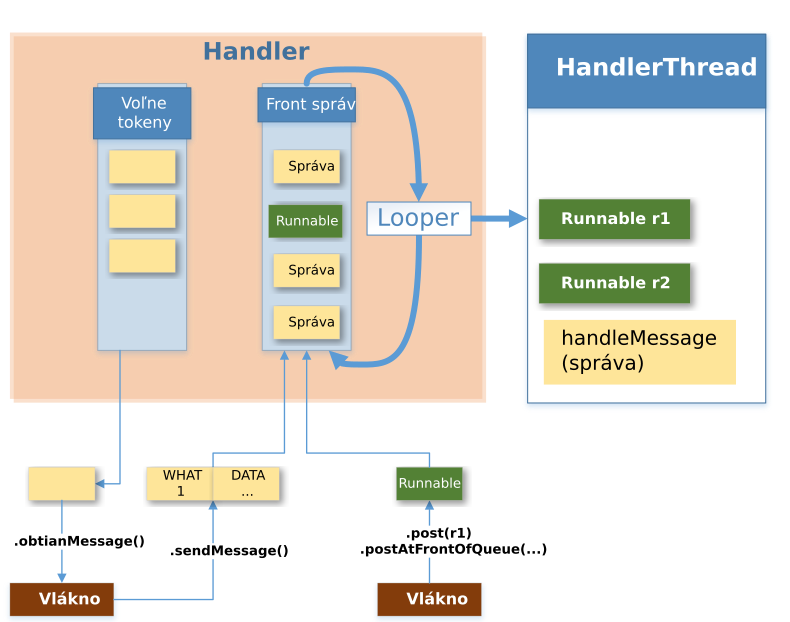 Handler
Voľne
tokeny
Front správ
Správa
Runnable
Správa
Správa
Looper
HandlerThread
Runnable r1
Runnable r2
handleMessage
(správa)
WHAT
1
DATA
...
Runnable
.obtianMessage()
.sendMessage()
.post(r1)
.postAtFrontOfQueue(...)
Vlákno
Vlákno